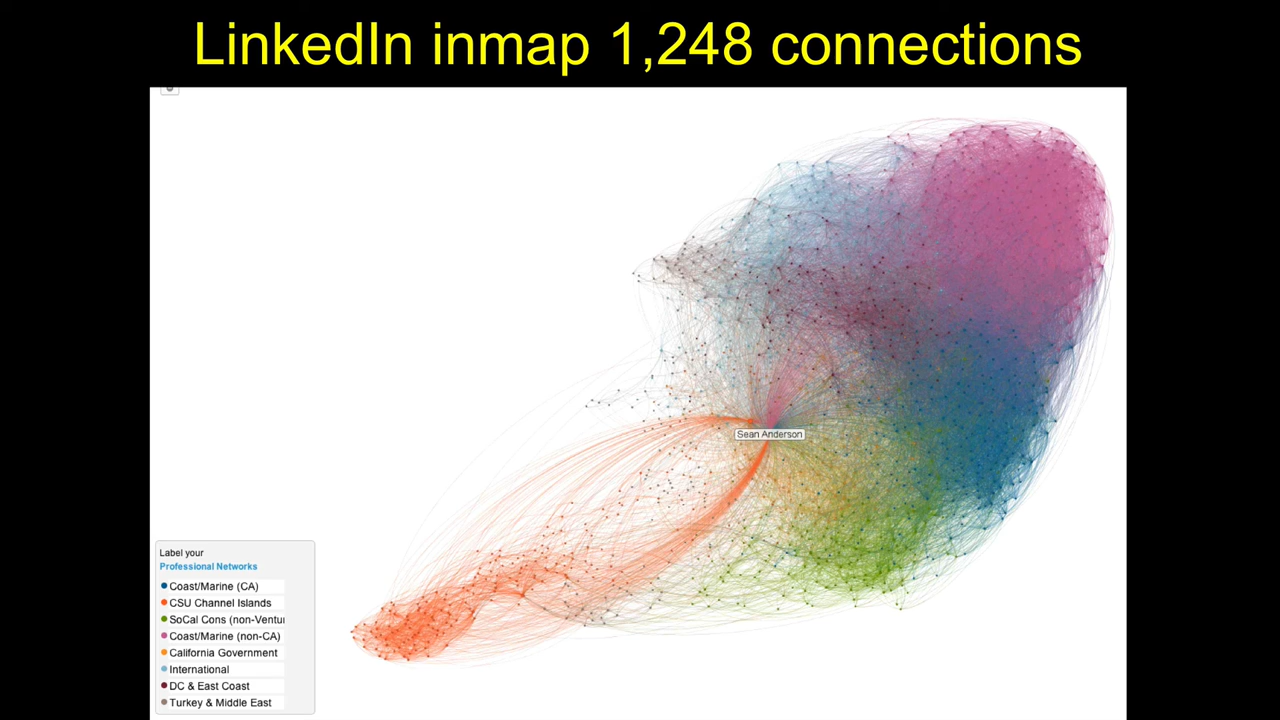 LinkedIn inmap 1,248 connections
Sean Anderson
Label your
Professional Networks
Coast/Marine (CA)
CSU Channel Islands
SoCal Cons (non-Ventu
Coast/Marine (non-CA)
California Government
International
DC & East Coast
Turkey & Middle East